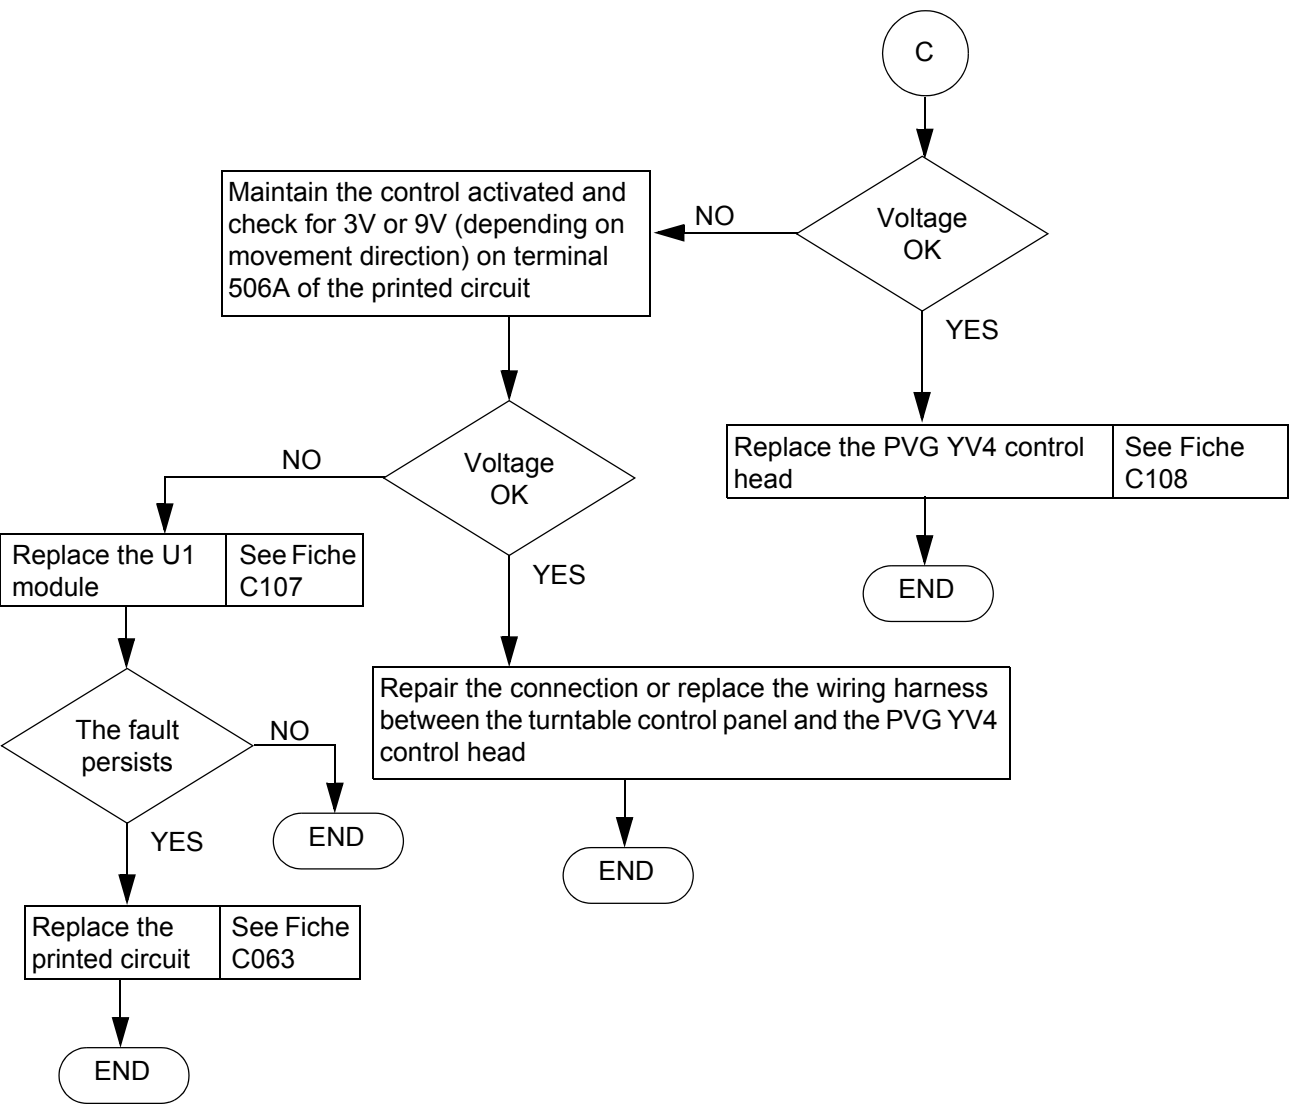 C
Voltage
OK
NO
YES
Maintain the control activated and
check for 3V or 9V (depending on
movement direction) on terminal
506A of the printed circuit
Replace the PVG YV4 control
head
See Fiche
C108
END
Voltage
OK
NO
YES
Replace the U1
module
See Fiche
C107
Repair the connection or replace the wiring harness
between the turntable control panel and the PVG YV4
control head
END
The fault
persists
NO
END
YES
Replace the
printed circuit
See Fiche
C063
END